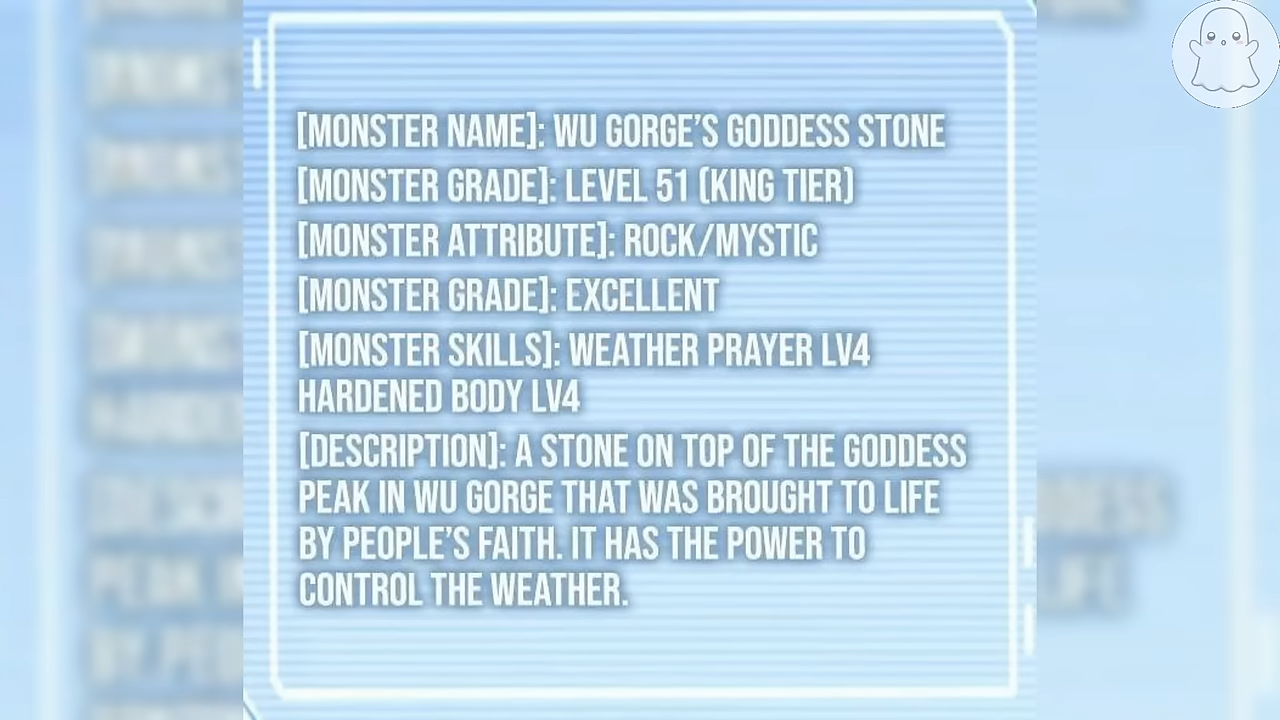 [MONSTER NAME]: WU GORGE'S GODDESS STONE
[MONSTER GRADE]: LEVEL 51 (KING TIER)
[MONSTER ATTRIBUTE]: ROCK/MYSTIC
[MONSTER GRADE]: EXCELLENT
[MONSTER SKILLS]: WEATHER PRAYER LV4
HARDENED BODY LV4
[DESCRIPTION]: A STONE ON TOP OF THE GODDESS
PEAK IN WU GORGE THAT WAS BROUGHT TO LIFE
BY PEOPLE'S FAITH. IT HAS THE POWER TO
CONTROL THE WEATHER.